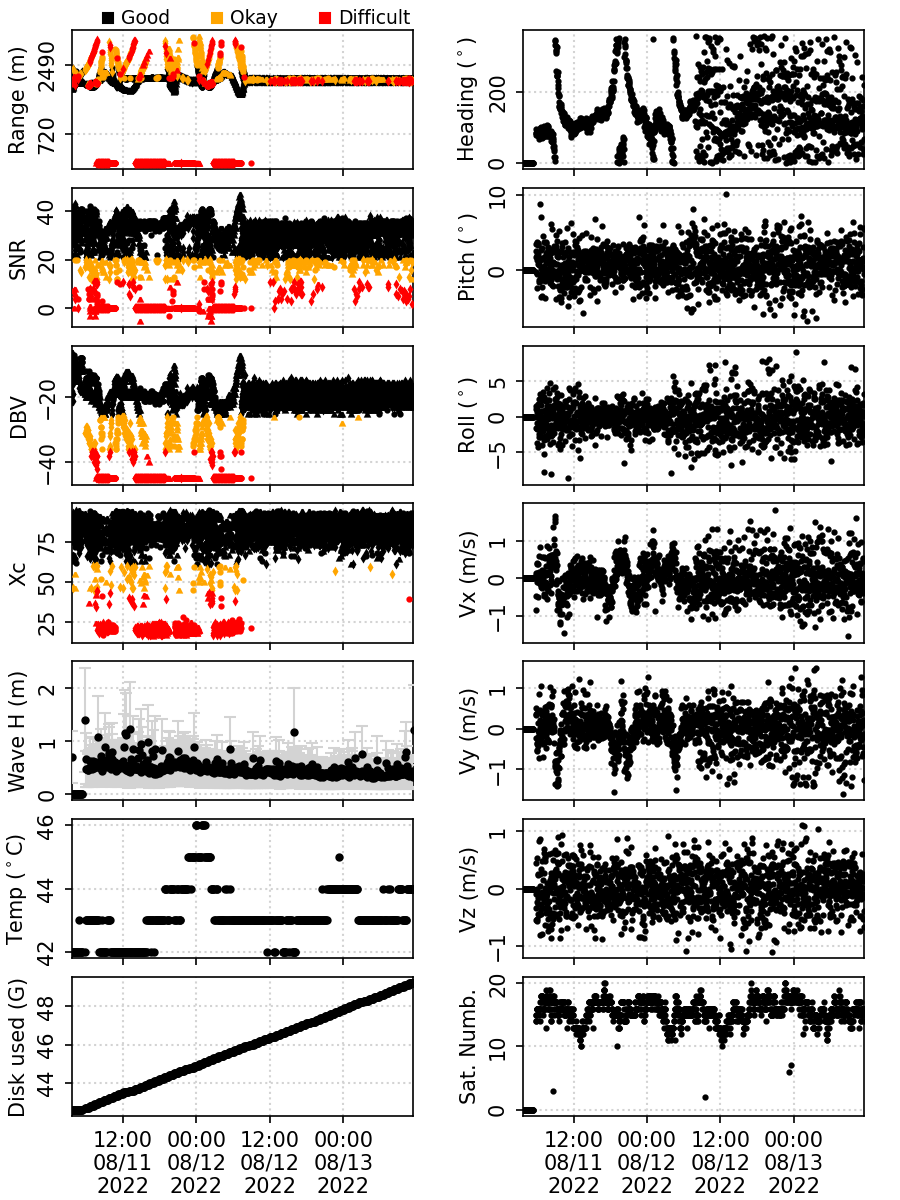 Good Okay Difficult
Range (m)
2490
720
Heading (°)
200
0
SNR
40
20
0
Pitch (°)
10
0
DBV
−20
−40
Roll (°)
5
0
−5
Xc
75
50
25
Vx (m/s)
1
0
−1
Wave H (m)
2
1
0
Vy (m/s)
1
0
−1
Temp (°C)
46
44
42
Vz (m/s)
1
0
−1
Disk used (G)
48
46
44
Sat. Numb.
20
10
0
12:00 00:00 12:00 00:00
08/11 08/12 08/12 08/13
2022 2022 2022 2022
12:00 00:00 12:00 00:00
08/11 08/12 08/12 08/13
2022 2022 2022 2022